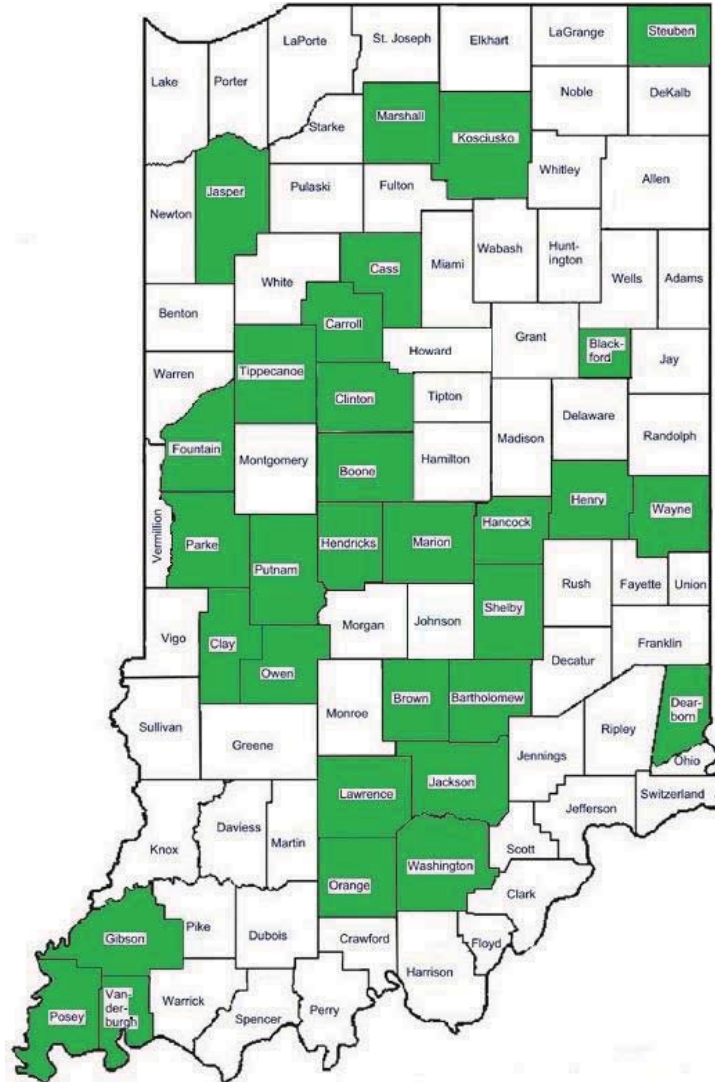 LaPorte
St. Joseph
Elkhart
LaGrange
Steuben
Lake
Porter
Noble
DeKalb
Marshall
Starke
Kosciusko
Whitley
Allen
Jasper
Pulaski
Fulton
Newton
Wabash
Hunt-
ington
Miami
Cass
White
Wells
Adams
Benton
Carroll
Grant
Black-
ford
Howard
Jay
Warren
Tippecanoe
Clinton
Tipton
Delaware
Madison
Randolph
Fountain
Montgomery
Boone
Hamilton
Henry
Wayne
Hancock
Vermillion
Parke
Hendricks
Marion
Putnam
Rush
Fayette
Union
Shelby
Morgan
Johnson
Vigo
Clay
Franklin
Owen
Decatur
Brown
Bartholomew
Dear-
born
Monroe
Sullivan
Ripley
Greene
Jennings
Ohio
Jackson
Lawrence
Switzerland
Jefferson
Daviess
Martin
Knox
Scott
Washington
Orange
Clark
Pike
Gibson
Dubois
Crawford
Floyd
Harrison
Van-
der-
burgh
Posey
Warrick
Perry
Spencer